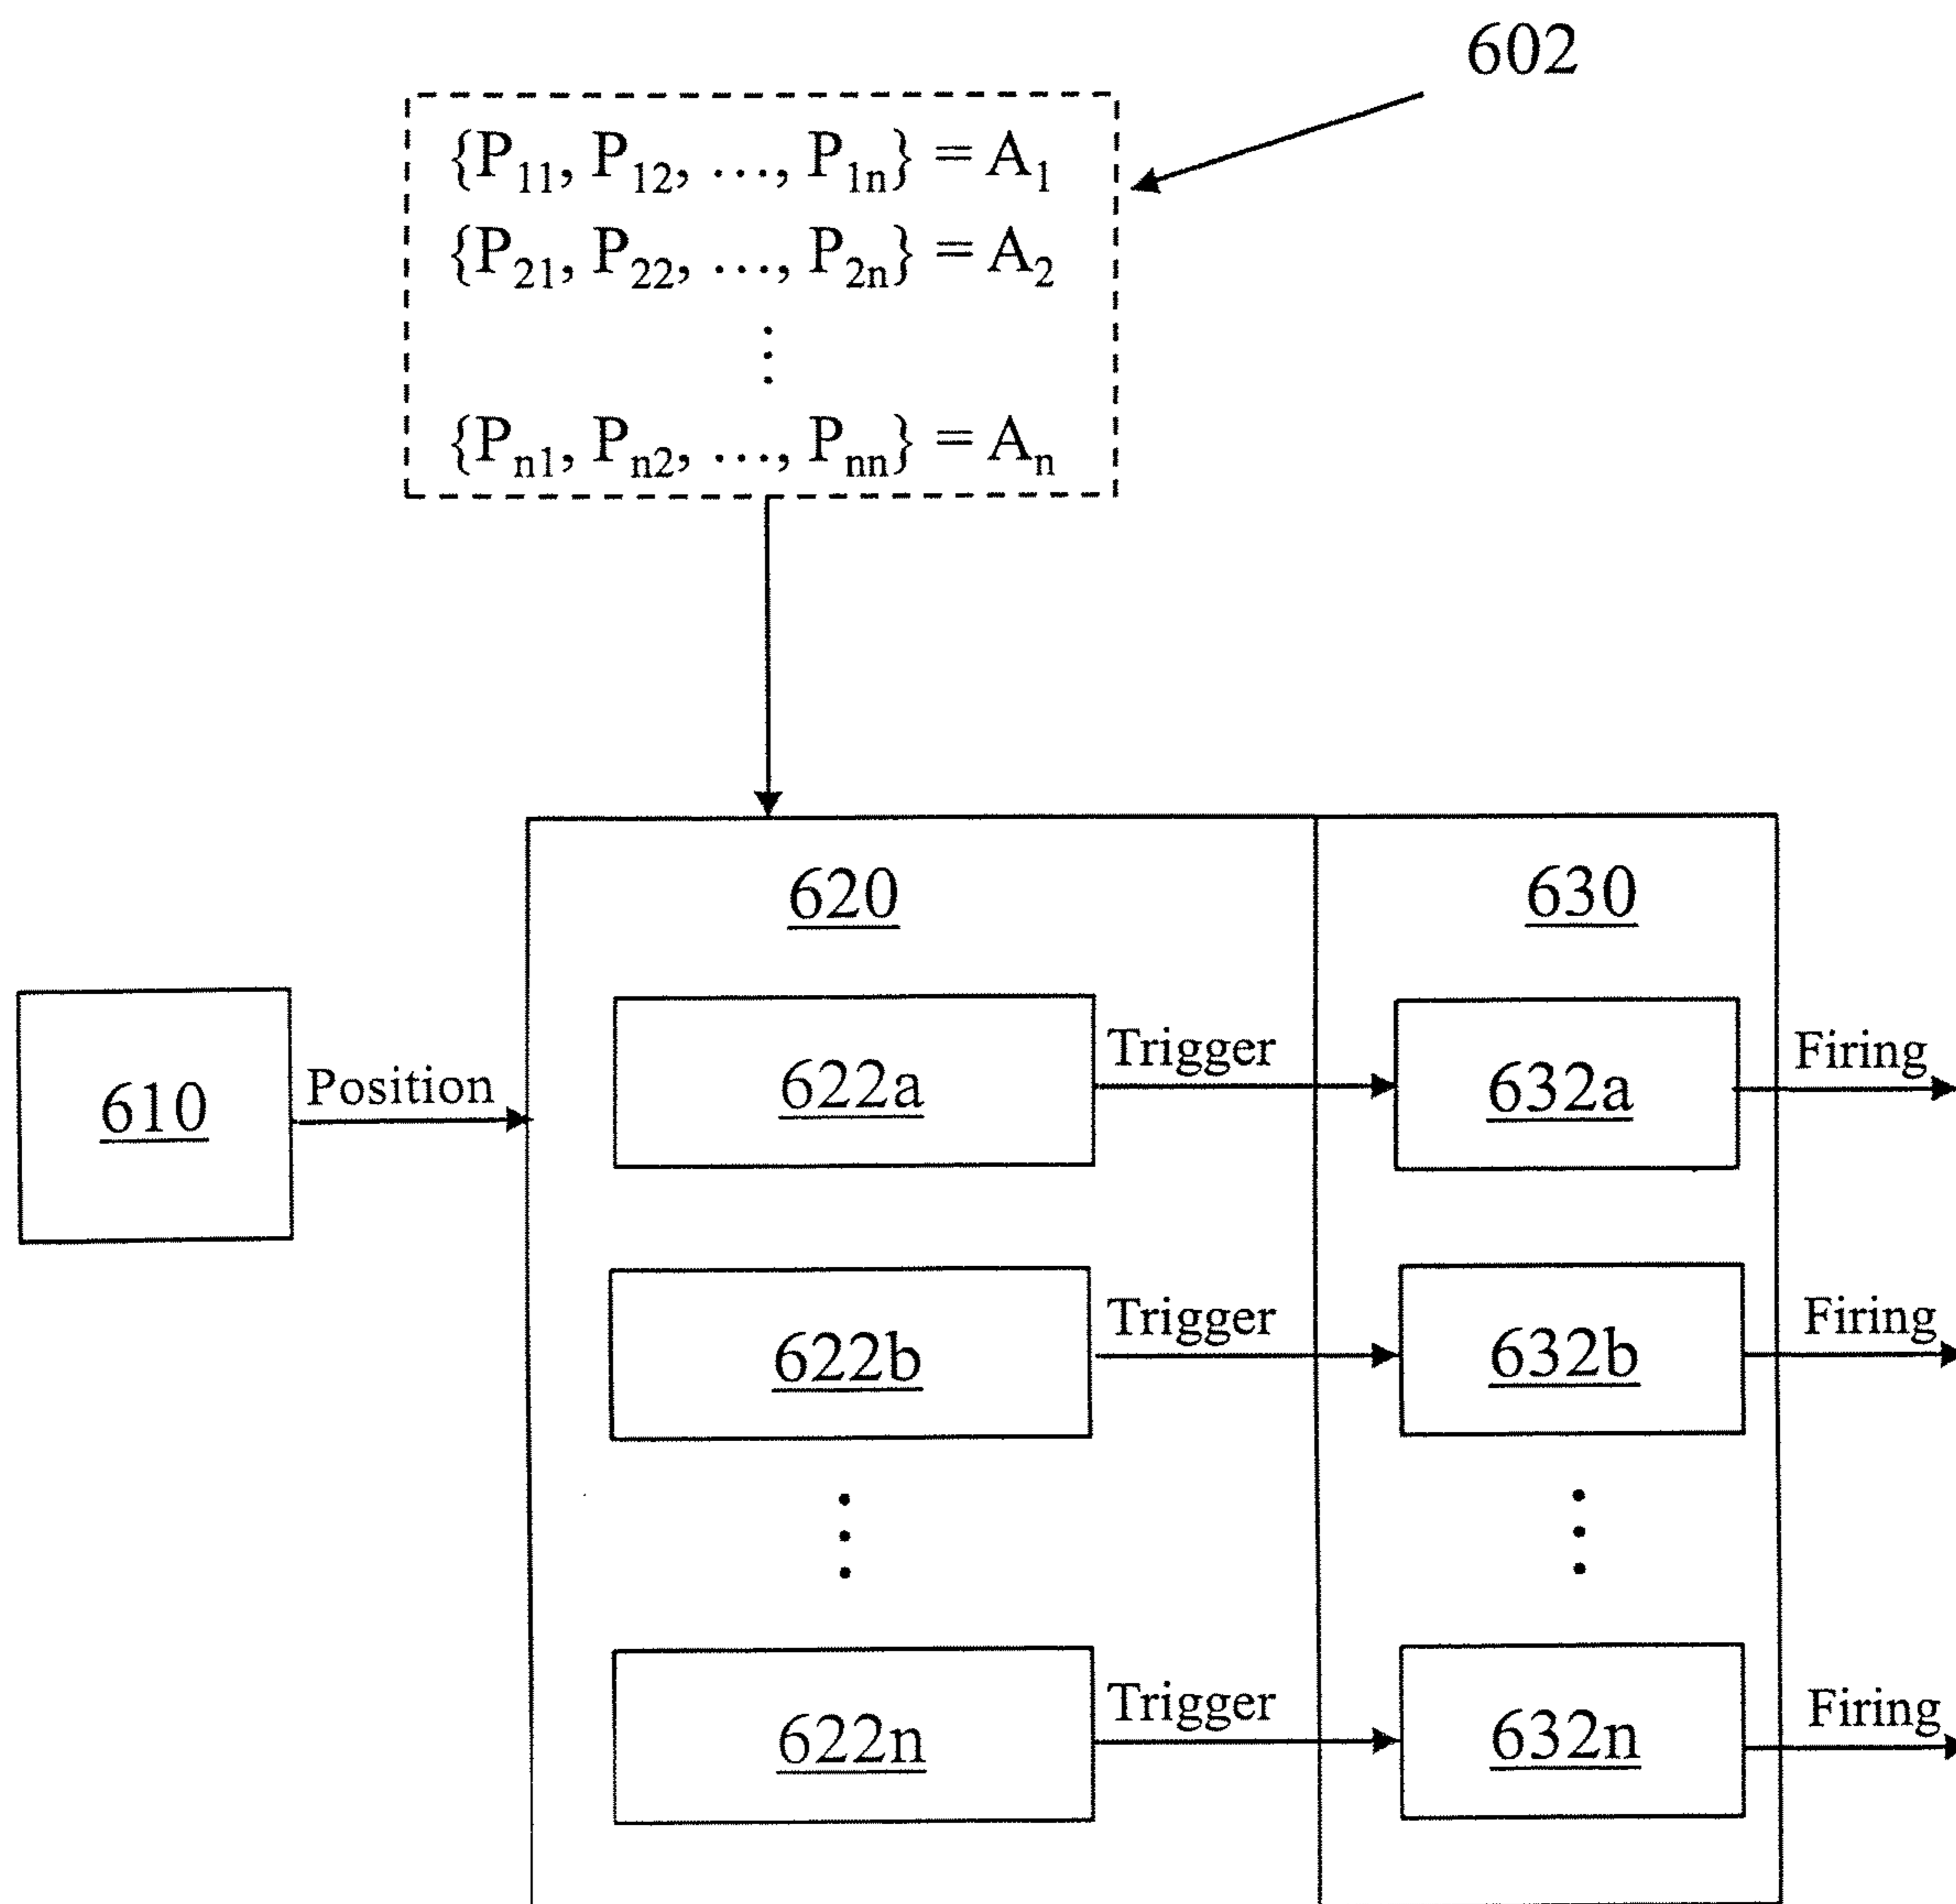 602
{P₁₁, P₁₂, ..., P₁ₙ} = A₁
{P₂₁, P₂₂, ..., P₂ₙ} = A₂
⋮
{Pₙ₁, Pₙ₂, ..., Pₙₙ} = Aₙ
620
630
610
Position
622a
Trigger
632a
Firing
622b
Trigger
632b
Firing
⋮
⋮
622n
Trigger
632n
Firing